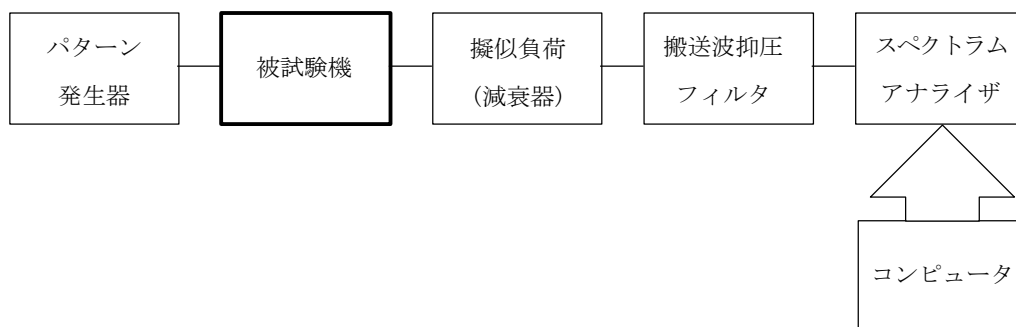 パターン
発生器
被試験機
擬似負荷
（減衰器）
搬送波抑圧
フィルタ
スペクトラム
アナライザ
コンピュータ